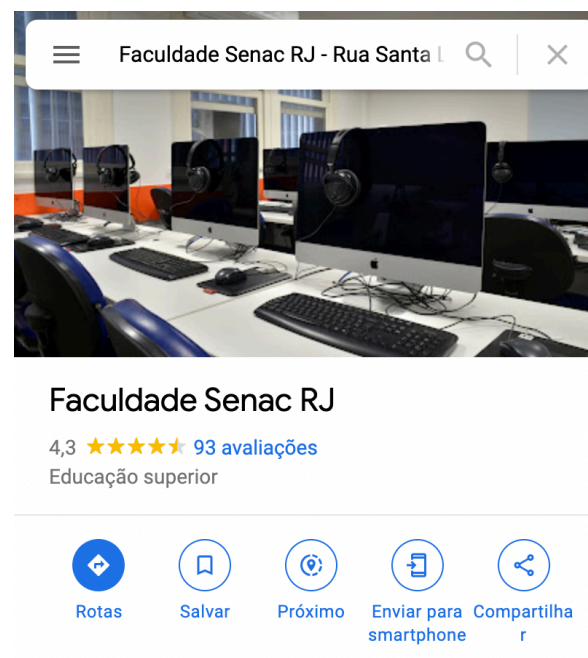 Faculdade Senac RJ - Rua Santa
Faculdade Senac RJ
4,3 93 avaliações
Educação superior
Rotas Salvar Próximo Enviar para Compartilha
smartphone r